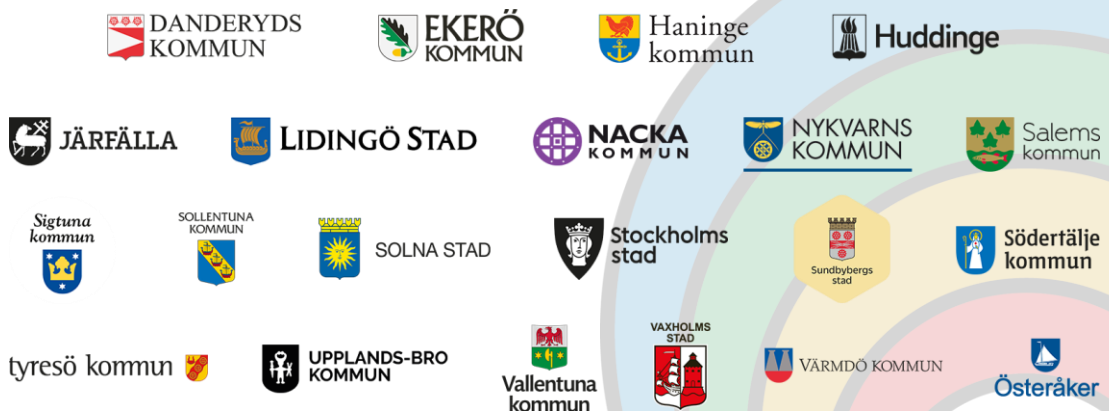 DANDERYDS
KOMMUN
EKERÖ
KOMMUN
Haninge
kommun
Huddinge
JÄRFÄLLA
LIDINGÖ STAD
NACKA
KOMMUN
NYKVARNS
KOMMUN
Salems
kommun
Sigtuna
kommun
SOLLENTUNA
KOMMUN
SOLNA STAD
Stockholms
stad
Sundbybergs
stad
Södertälje
kommun
tyresö kommun
UPPLANDS-BRO
KOMMUN
Vallentuna
kommun
VAXHOLMS
STAD
VÄRMDÖ KOMMUN
Österåker